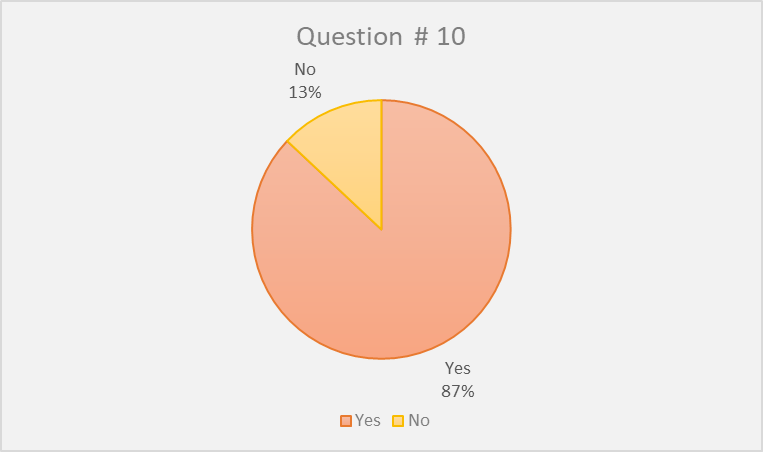 Question # 10
No
13%
Yes
87%
Yes No